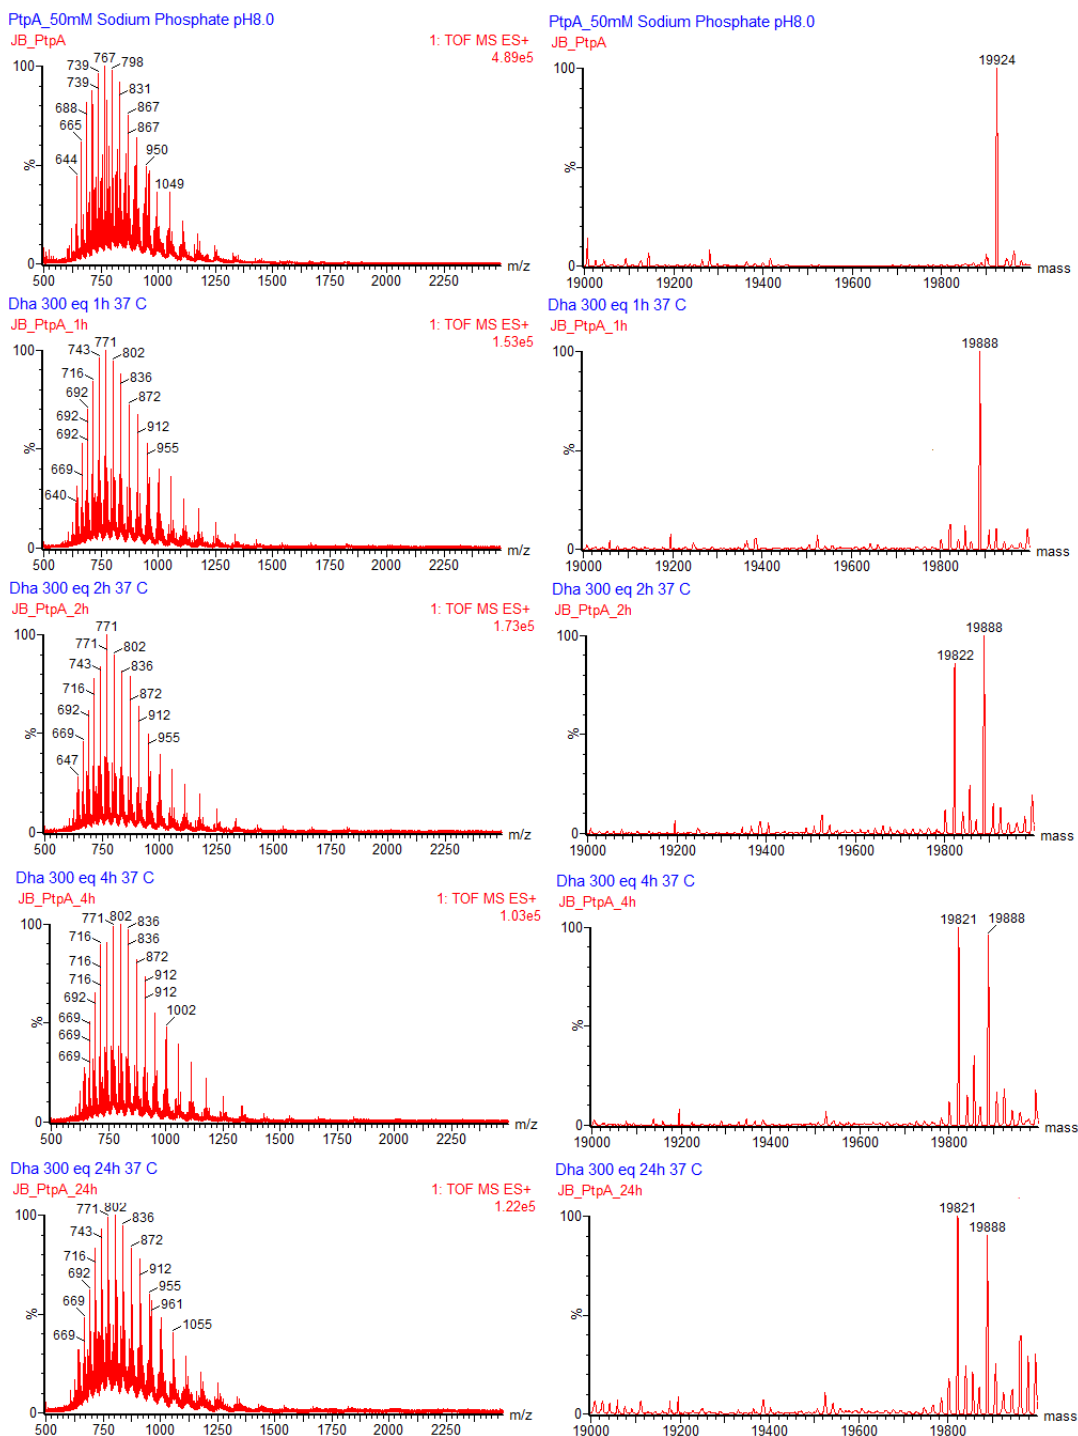 PtpA_50mM Sodium Phosphate pH8.0
JB_PtpA
1: TOF MS ES+
4.89e5
767
798
739
739
831
688
867
665
867
644
950
1049
100
%
0
500 750 1000 1250 1500 1750 2000 2250 m/z
PtpA_50mM Sodium Phosphate pH8.0
JB_PtpA
19924
100
%
0
19000 19200 19400 19600 19800 mass
Dha 300 eq 1h 37 C
JB_PtpA_1h
1: TOF MS ES+
1.53e5
771
743
802
716
836
692
872
692
912
692
955
669
640
100
%
0
500 750 1000 1250 1500 1750 2000 2250 m/z
Dha 300 eq 1h 37 C
JB_PtpA_1h
19888
100
%
0
19000 19200 19400 19600 19800 mass
Dha 300 eq 2h 37 C
JB_PtpA_2h
1: TOF MS ES+
1.73e5
771
771
802
743
836
716
872
692
912
669
955
647
100
%
0
500 750 1000 1250 1500 1750 2000 2250 m/z
Dha 300 eq 2h 37 C
JB_PtpA_2h
19888
19822
100
%
0
19000 19200 19400 19600 19800 mass
Dha 300 eq 4h 37 C
JB_PtpA_4h
1: TOF MS ES+
1.03e5
771
802
836
716
836
716
872
716
912
692
912
669
1002
669
669
100
%
0
500 750 1000 1250 1500 1750 2000 2250 m/z
Dha 300 eq 4h 37 C
JB_PtpA_4h
19821
19888
100
%
0
19000 19200 19400 19600 19800 mass
Dha 300 eq 24h 37 C
JB_PtpA_24h
1: TOF MS ES+
1.22e5
771
802
836
743
872
716
912
692
955
669
961
669
1055
100
%
0
500 750 1000 1250 1500 1750 2000 2250 m/z
Dha 300 eq 24h 37 C
JB_PtpA_24h
19821
19888
100
%
0
19000 19200 19400 19600 19800 mass